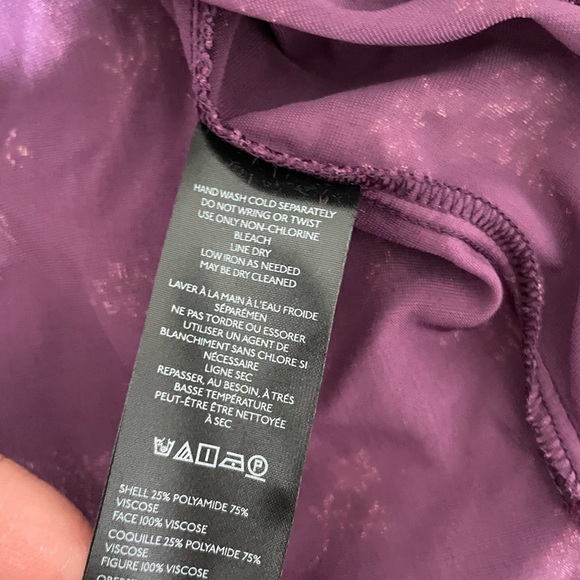 HAND WASH COLD SEPARATELY
DO NOT WRING OR TWIST
USE ONLY NON-CHLORINE
BLEACH
LINE DRY
LOW IRON AS NEEDED
MAY BE DRY CLEANED
LAVER À LA MAIN À L'EAU FROIDE
SÉPARÉMEN
NE PAS TORDRE OU ESSORER
UTILISER UN AGENT DE
BLANCHIMENT SANS CHLORE SI
NÉCESSAIRE
LIGNE SEC
REPASSER, AU BESOIN, À TRÉS
BASSE TEMPÉRATURE
PEUT-ÊTRE ÊTRE NETTOYÉE
À SEC
P
SHELL 25% POLYAMIDE 75%
VISCOSE
FACE 100% VISCOSE
COQUILLE 25% POLYAMIDE 75%
VISCOSE
FIGURE 100% VISCOSE